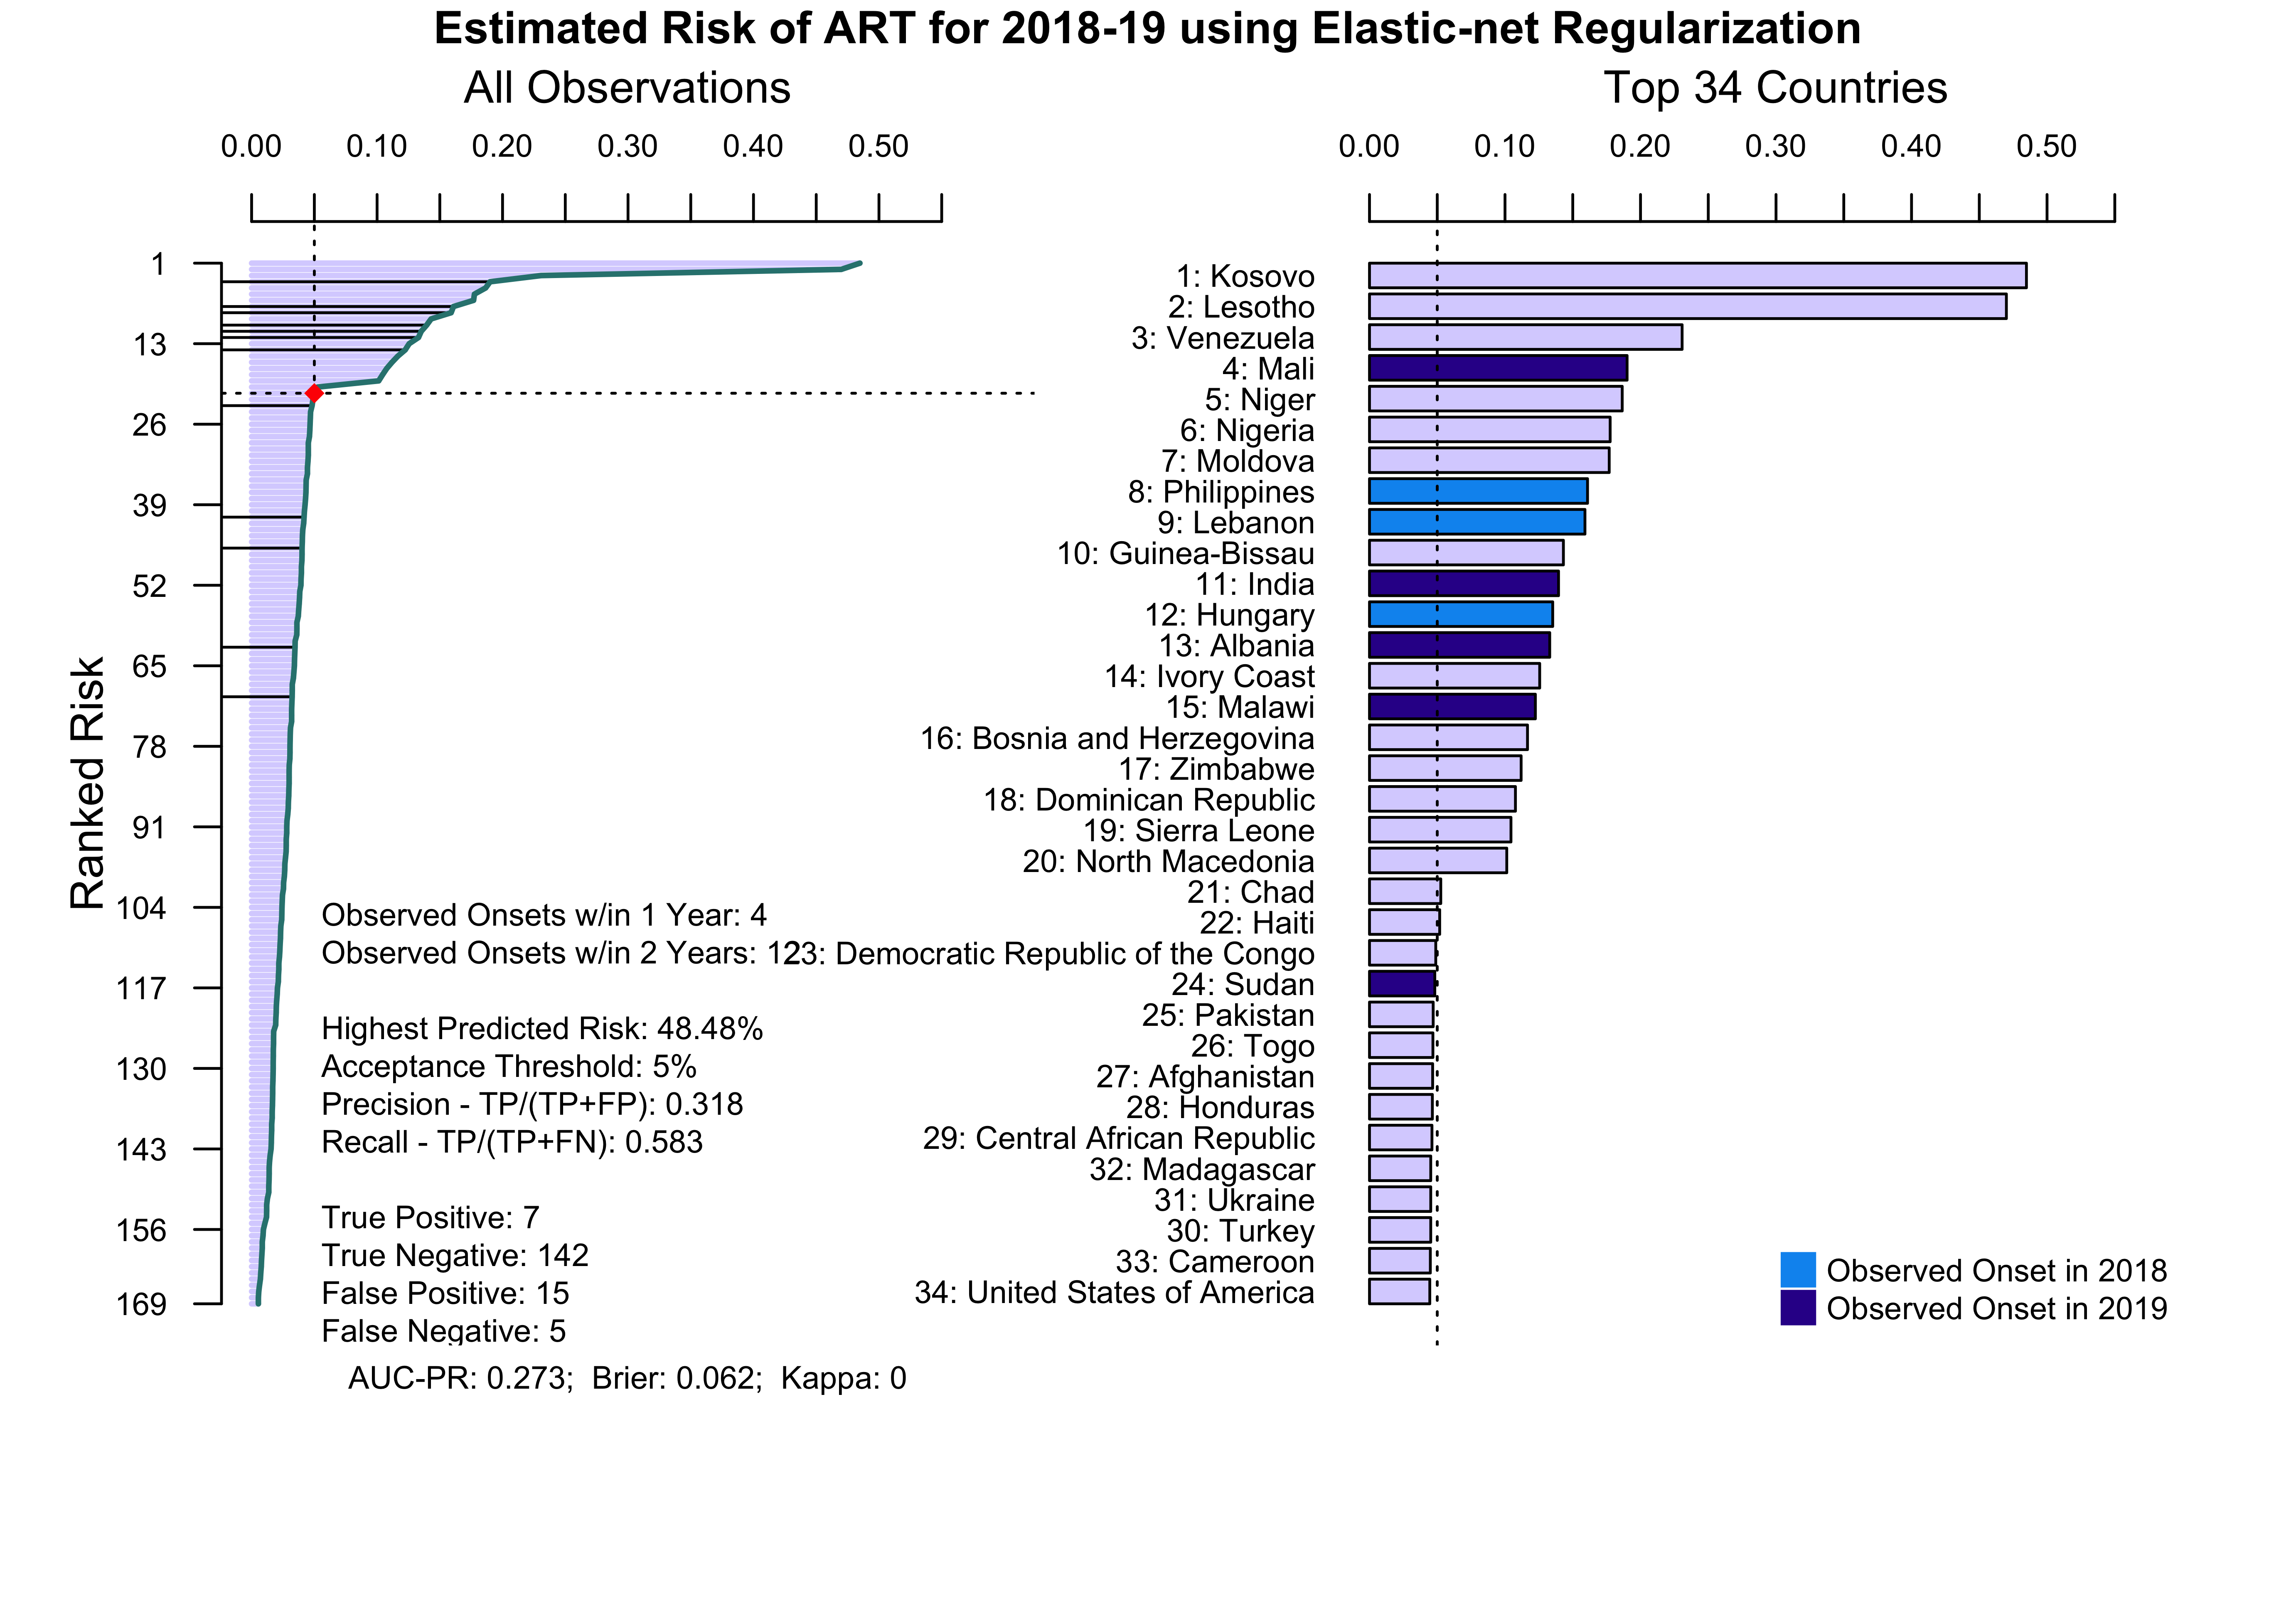 Estimated Risk of ART for 2018-19 using Elastic-net Regularization
All Observations
0.00 0.10 0.20 0.30 0.40 0.50
Ranked Risk
1
13
26
39
52
65
78
91
104
117
130
143
156
169
Observed Onsets w/in 1 Year: 4
Observed Onsets w/in 2 Years: 12
Highest Predicted Risk: 48.48%
Acceptance Threshold: 5%
Precision - TP/(TP+FP): 0.318
Recall - TP/(TP+FN): 0.583
True Positive: 7
True Negative: 142
False Positive: 15
False Negative: 5
AUC-PR: 0.273; Brier: 0.062; Kappa: 0
Top 34 Countries
0.00 0.10 0.20 0.30 0.40 0.50
1: Kosovo
2: Lesotho
3: Venezuela
4: Mali
5: Niger
6: Nigeria
7: Moldova
8: Philippines
9: Lebanon
10: Guinea-Bissau
11: India
12: Hungary
13: Albania
14: Ivory Coast
15: Malawi
16: Bosnia and Herzegovina
17: Zimbabwe
18: Dominican Republic
19: Sierra Leone
20: North Macedonia
21: Chad
22: Haiti
23: Democratic Republic of the Congo
24: Sudan
25: Pakistan
26: Togo
27: Afghanistan
28: Honduras
29: Central African Republic
32: Madagascar
31: Ukraine
30: Turkey
33: Cameroon
34: United States of America
Observed Onset in 2018
Observed Onset in 2019